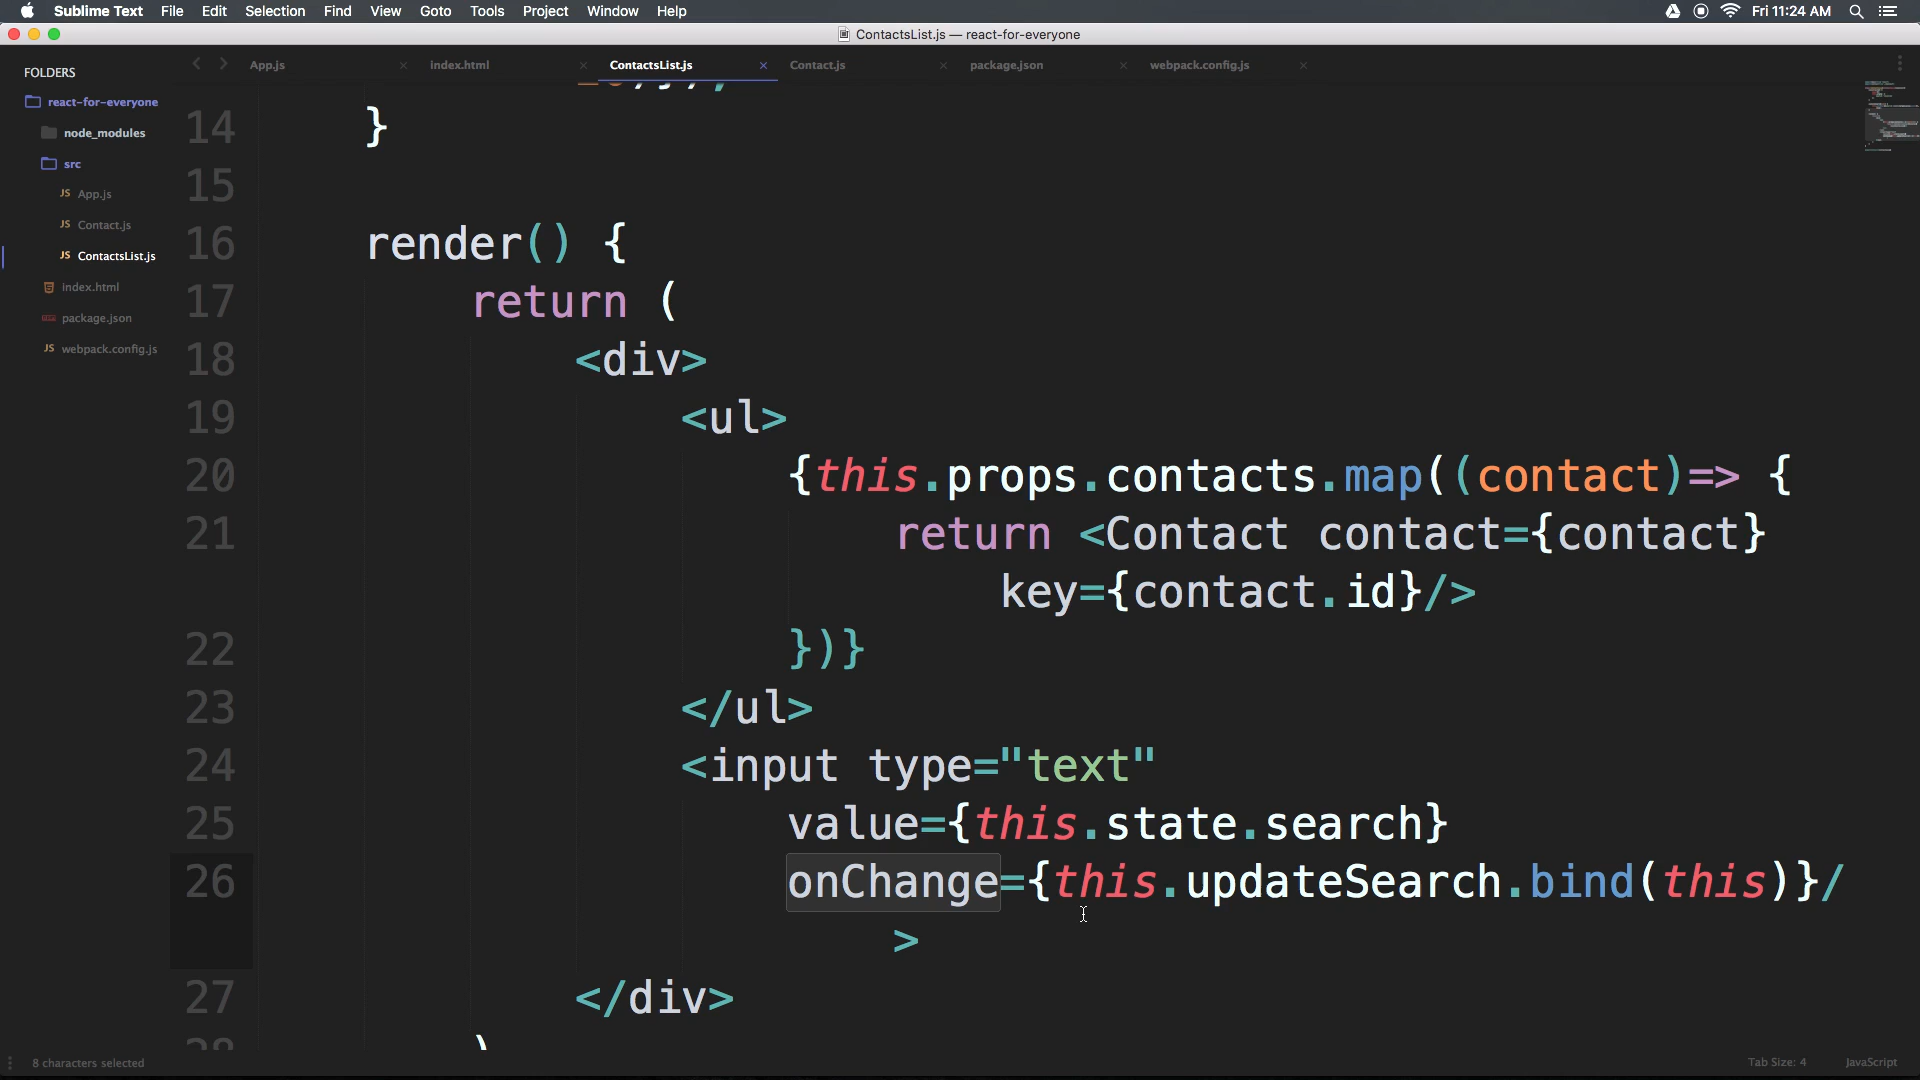 Sublime Text File Edit Selection Find View Goto Tools Project Window Help Fri 11:24 AM
ContactsList.js — react-for-everyone
FOLDERS
react-for-everyone
node_modules
src
JS App.js
JS Contact.js
JS ContactsList.js
index.html
package.json
JS webpack.config.js
App.js index.html ContactsList.js Contact.js package.json webpack.config.js
14 }
15
16 render() {
17 return (
18 <div>
19 <ul>
20 {this.props.contacts.map((contact)=> {
21 return <Contact contact={contact}
key={contact.id}/>
22 })}
23 </ul>
24 <input type="text"
25 value={this.state.search}
26 onChange={this.updateSearch.bind(this)}/
>
27 </div>
8 characters selected
Tab Size: 4 JavaScript